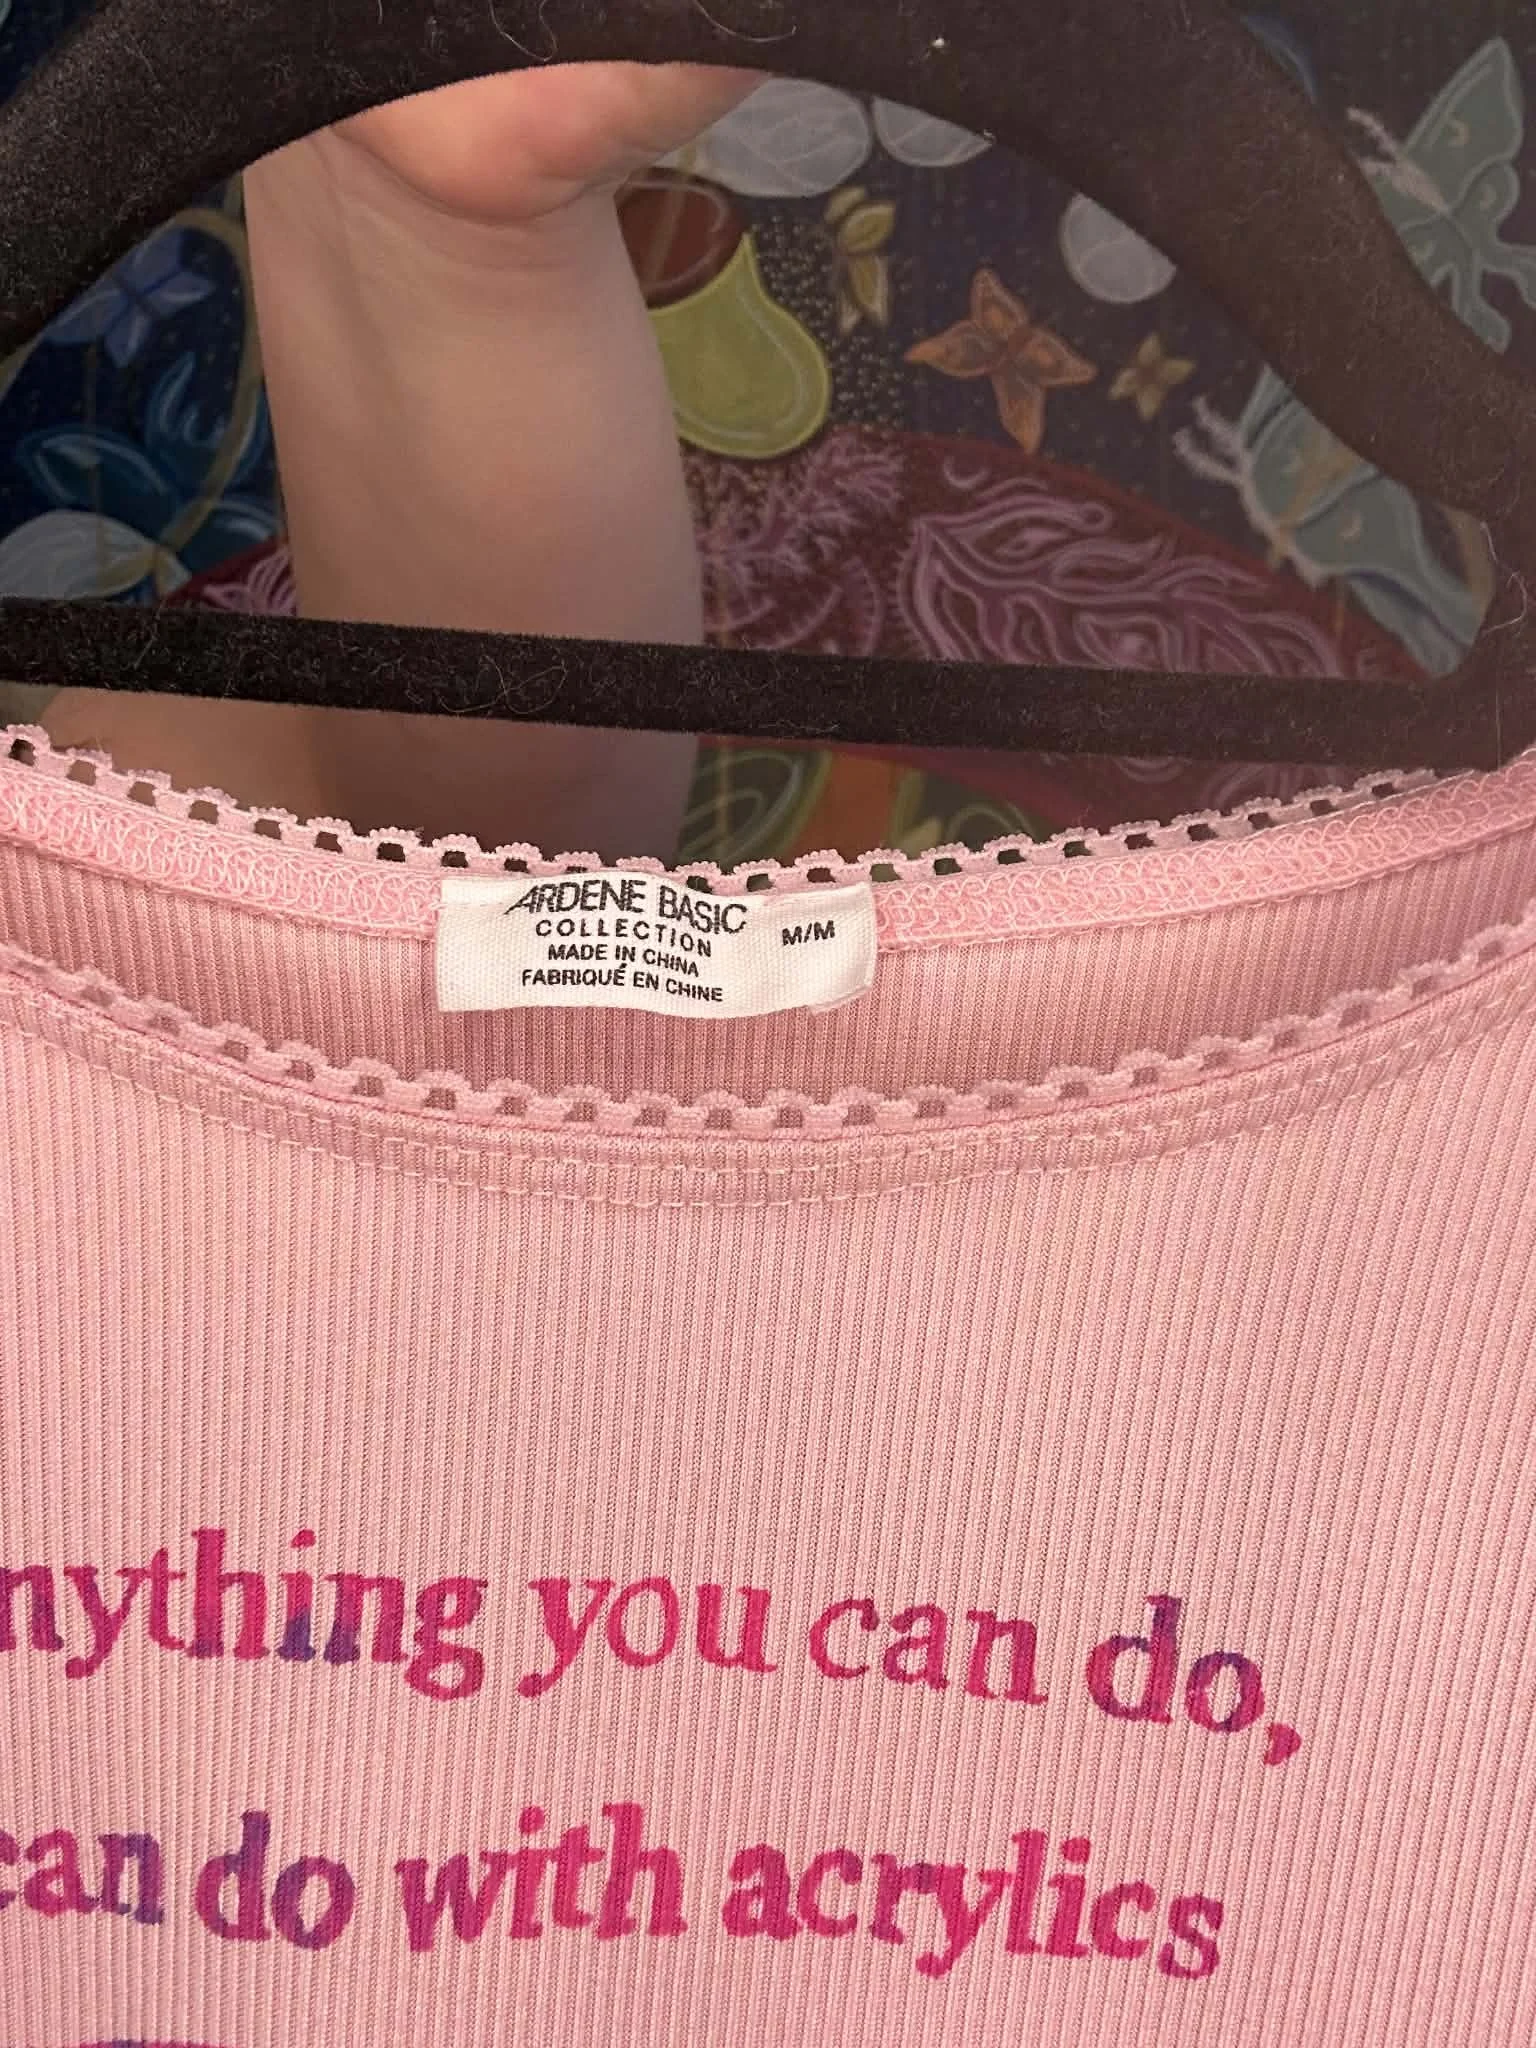 ARDENE BASIC
COLLECTION
M/M
MADE IN CHINA
FABRIQUÉ EN CHINE
nything you can do,
can do with acrylics